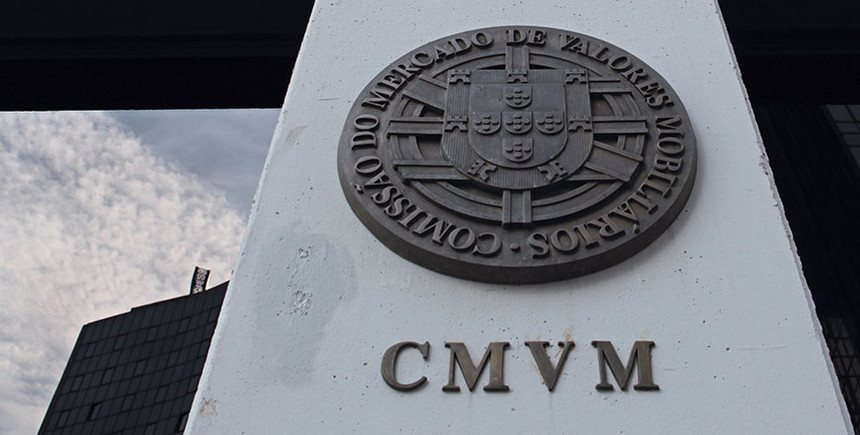 COMISSÃO DO MERCADO DE VALORES MOBILIÁRIOS ·
CMVM